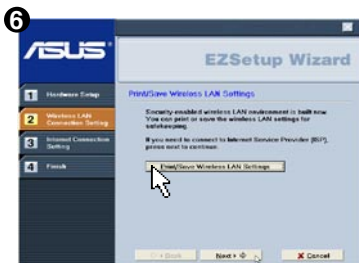 6
ASUS
EZSetup Wizard
1 Hardware Setup
Print/Save Wireless LAN Settings
2 Wireless LAN
Connection Setting
Security-enabled wireless LAN environment is built now
You can print or save the wireless LAN settings for
safekeeping.
3 Internet Connection
Setting
If you need to connect to Internet Service Provider (ISP),
press next to continue.
4 Finish
Print/Save Wireless LAN Settings
< Back
Next >
X Cancel